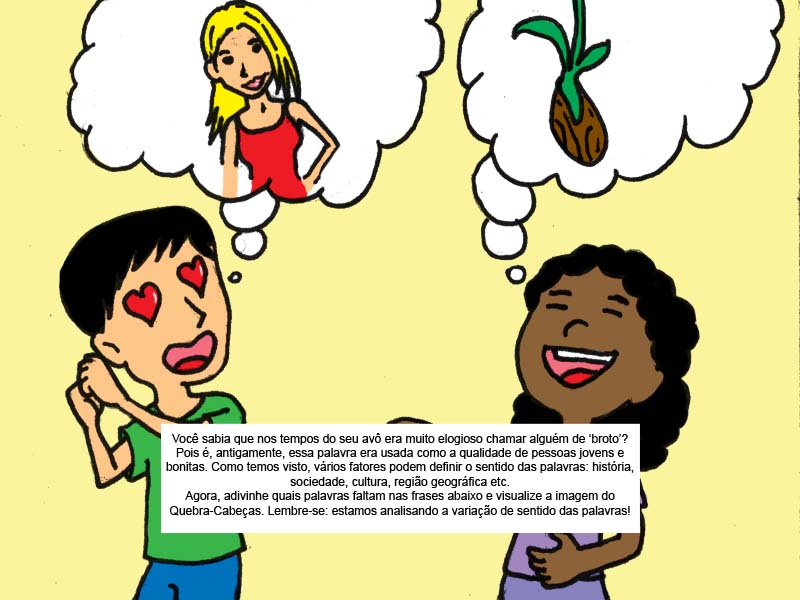 Você sabia que nos tempos do seu avô era muito elogioso chamar alguém de ‘broto’?
Pois é, antigamente, essa palavra era usada como a qualidade de pessoas jovens e
bonitas. Como temos visto, vários fatores podem definir o sentido das palavras: história,
sociedade, cultura, região geográfica etc.
Agora, adivinhe quais palavras faltam nas frases abaixo e visualize a imagem do
Quebra-Cabeças. Lembre-se: estamos analisando a variação de sentido das palavras!